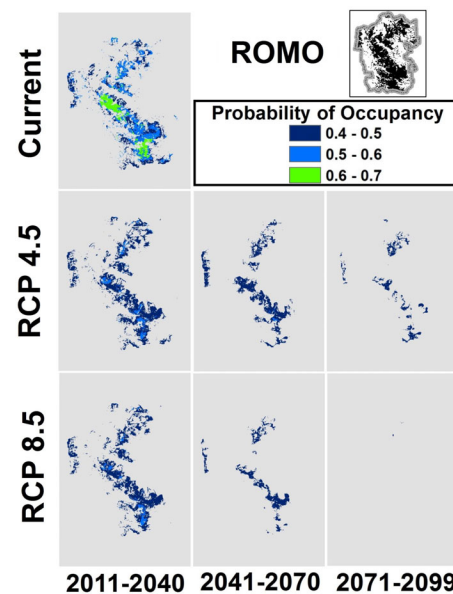 ROMO
Probability of Occupancy
0.4 - 0.5
0.5 - 0.6
0.6 - 0.7
Current
RCP 4.5
RCP 8.5
2011-2040 2041-2070 2071-2099